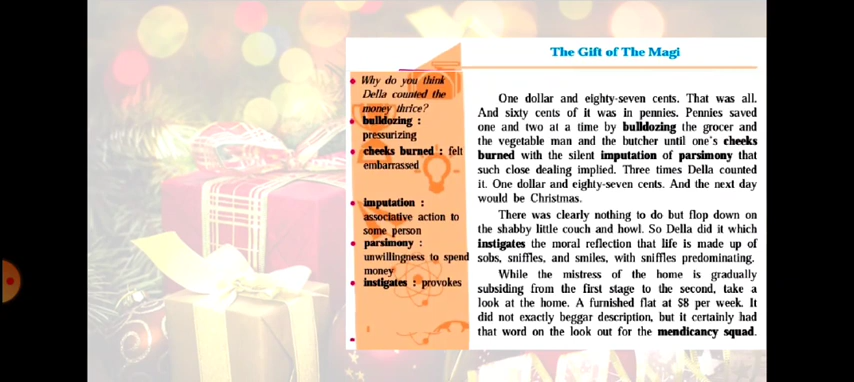 The Gift of The Magi
• Why do you think
Della counted the
money thrice?
• bulldozing :
pressurizing
• cheeks burned : felt
embarrassed
• imputation :
associative action to
some person
• parsimony :
unwillingness to spend
money
• instigates : provokes
One dollar and eighty-seven cents. That was all.
And sixty cents of it was in pennies. Pennies saved
one and two at a time by bulldozing the grocer and
the vegetable man and the butcher until one's cheeks
burned with the silent imputation of parsimony that
such close dealing implied. Three times Della counted
it. One dollar and eighty-seven cents. And the next day
would be Christmas.
There was clearly nothing to do but flop down on
the shabby little couch and howl. So Della did it which
instigates the moral reflection that life is made up of
sobs, sniffles, and smiles, with sniffles predominating.
While the mistress of the home is gradually
subsiding from the first stage to the second, take a
look at the home. A furnished flat at $8 per week. It
did not exactly beggar description, but it certainly had
that word on the look out for the mendicancy squad.